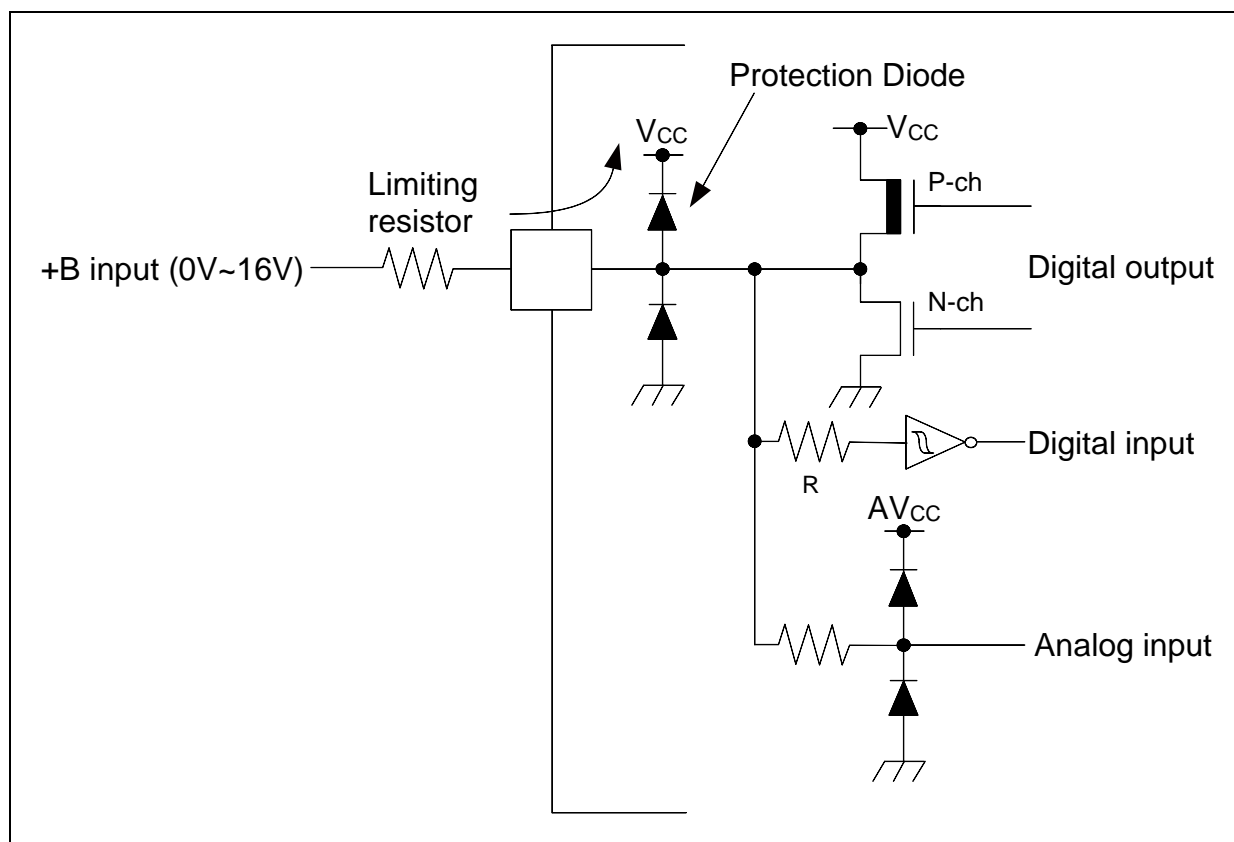 Protection Diode
VCC
VCC
P-ch
Limiting
resistor
+B input (0V~16V)
Digital output
N-ch
Digital input
R
AVCC
Analog input